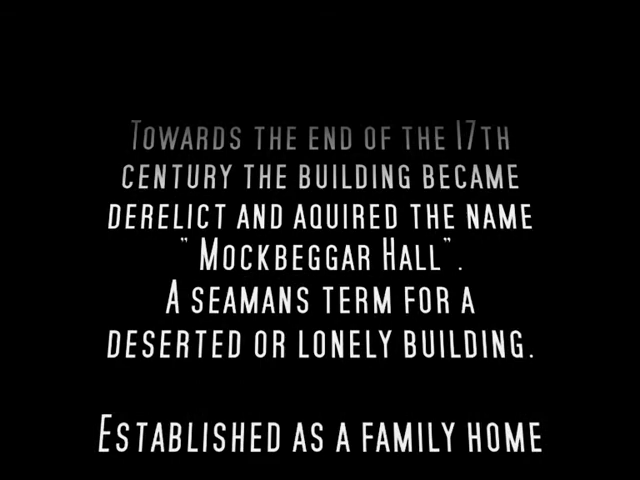 Towards the end of the 17th
century the building became
derelict and aquired the name
"Mockbeggar Hall".
A seamans term for a
deserted or lonely building.
Established as a family home